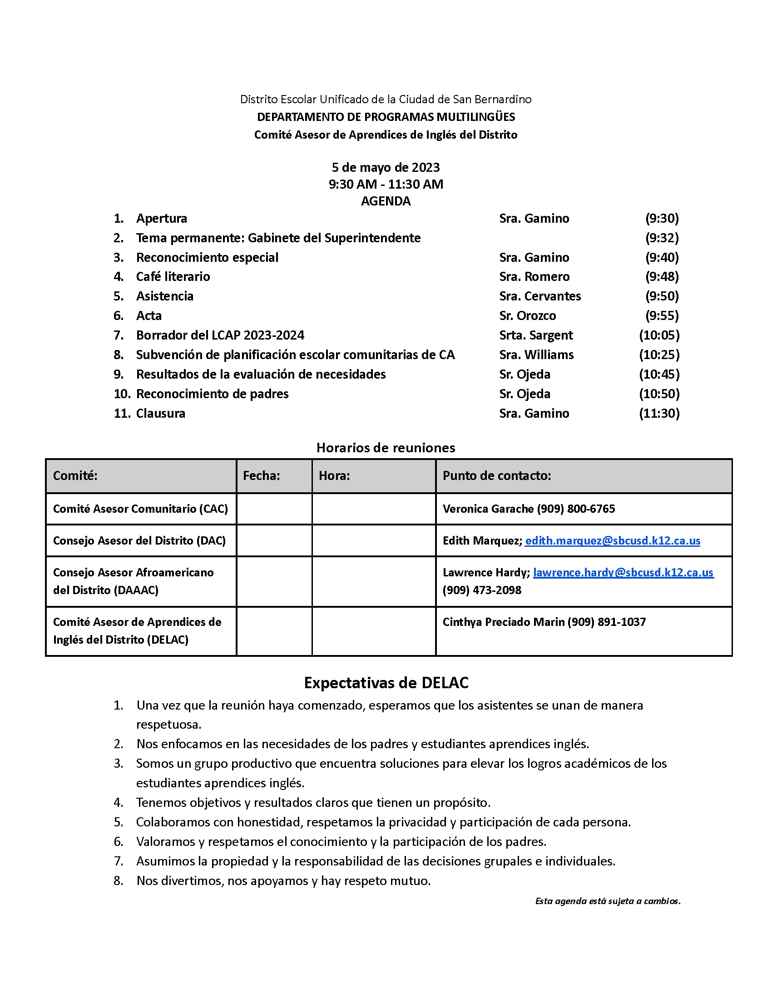 Distrito Escolar Unificado de la Ciudad de San Bernardino
DEPARTAMENTO DE PROGRAMAS MULTILINGÜES
Comité Asesor de Aprendices de Inglés del Distrito
5 de mayo de 2023
9:30 AM - 11:30 AM
AGENDA
1. Apertura Sra. Gamino (9:30)
2. Tema permanente: Gabinete del Superintendente (9:32)
3. Reconocimiento especial Sra. Gamino (9:40)
4. Café literario Sra. Romero (9:48)
5. Asistencia Sra. Cervantes (9:50)
6. Acta Sr. Orozco (9:55)
7. Borrador del LCAP 2023-2024 Srta. Sargent (10:05)
8. Subvención de planificación escolar comunitarias de CA Sra. Williams (10:25)
9. Resultados de la evaluación de necesidades Sr. Ojeda (10:45)
10. Reconocimiento de padres Sr. Ojeda (10:50)
11. Clausura Sra. Gamino (11:30)
Horarios de reuniones
Comité: Fecha: Hora: Punto de contacto:
Comité Asesor Comunitario (CAC) Veronica Garache (909) 800-6765
Consejo Asesor del Distrito (DAC) Edith Marquez; edith.marquez@sbcusd.k12.ca.us
Consejo Asesor Afroamericano Lawrence Hardy; lawrence.hardy@sbcusd.k12.ca.us
del Distrito (DAAAC) (909) 473-2098
Comité Asesor de Aprendices de Cinthya Preciado Marin (909) 891-1037
Inglés del Distrito (DELAC)
Expectativas de DELAC
1. Una vez que la reunión haya comenzado, esperamos que los asistentes se unan de manera
respetuosa.
2. Nos enfocamos en las necesidades de los padres y estudiantes aprendices inglés.
3. Somos un grupo productivo que encuentra soluciones para elevar los logros académicos de los
estudiantes aprendices inglés.
4. Tenemos objetivos y resultados claros que tienen un propósito.
5. Colaboramos con honestidad, respetamos la privacidad y participación de cada persona.
6. Valoramos y respetamos el conocimiento y la participación de los padres.
7. Asumimos la propiedad y la responsabilidad de las decisiones grupales e individuales.
8. Nos divertimos, nos apoyamos y hay respeto mutuo.
Esta agenda está sujeta a cambios.